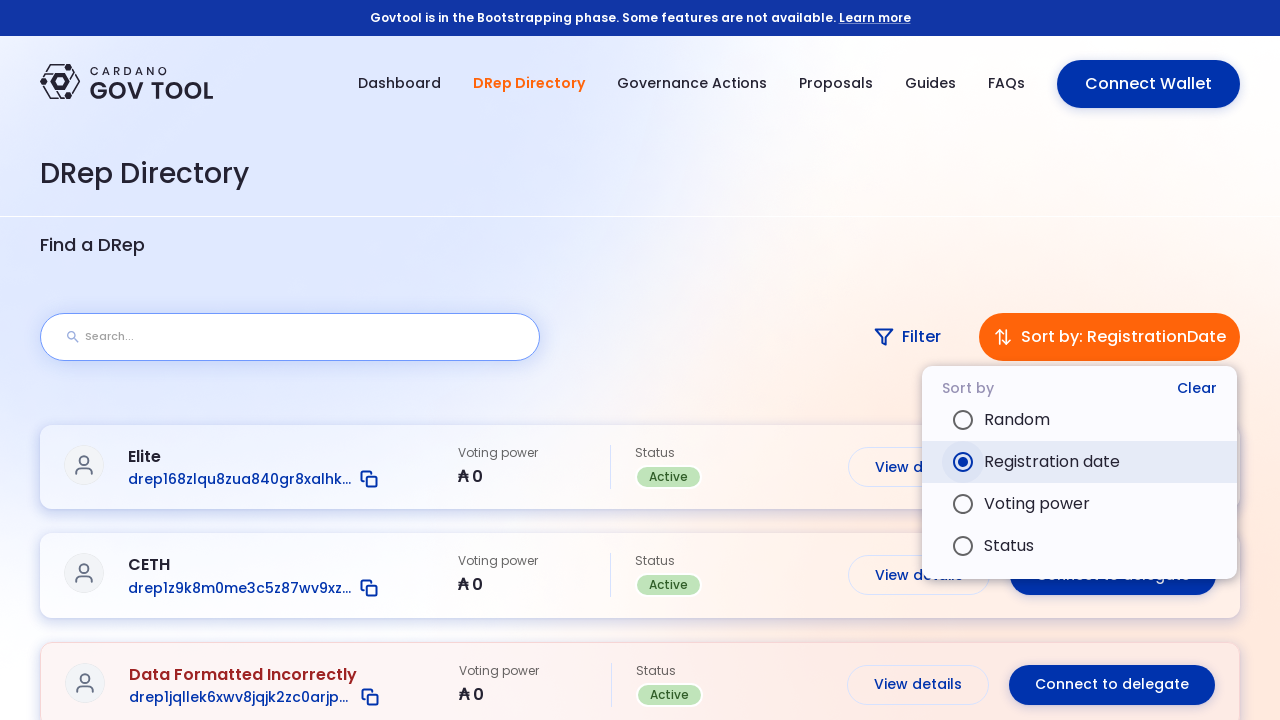 Govtool is in the Bootstrapping phase. Some features are not available. Learn more
CARDANO
GOV TOOL
Dashboard
DRep Directory
Governance Actions
Proposals
Guides
FAQs
Connect Wallet
DRep Directory
Find a DRep
Search...
Filter
Sort by: RegistrationDate
Sort by
Clear
Random
Registration date
Voting power
Status
Elite
drep168zlqu8zua840gr8xalhk...
Voting power
₳ 0
Status
Active
View
CETH
drep1z9k8m0me3c5z87wv9xz...
Voting power
₳ 0
Status
Active
View details
Connect to delegate
Data Formatted Incorrectly
drep1jqllek6xwv8jqjk2zc0arjp...
Voting power
₳ 0
Status
Active
View details
Connect to delegate